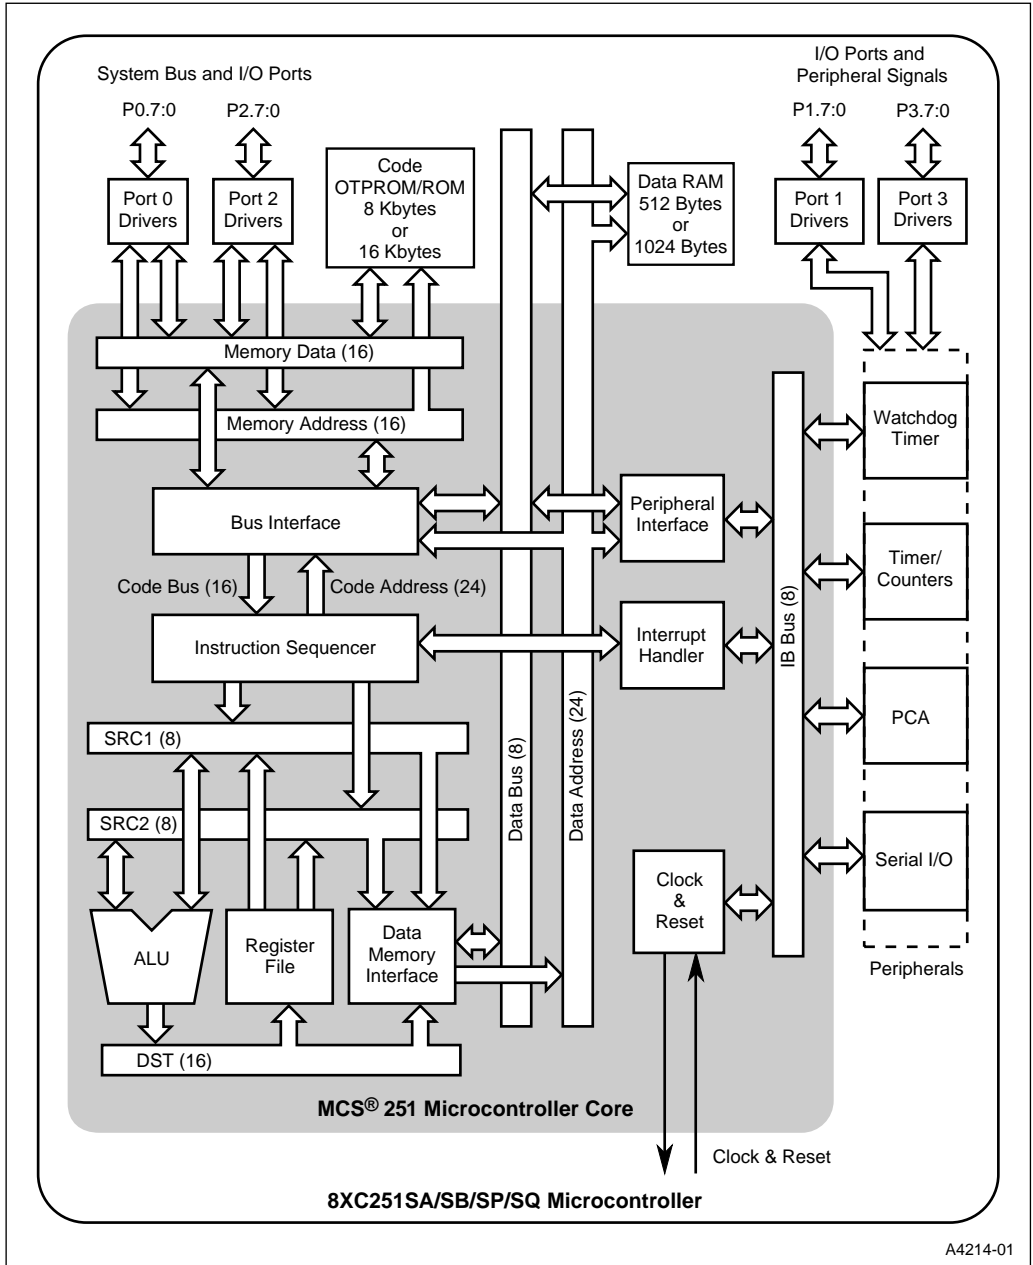 System Bus and I/O Ports
I/O Ports and
Peripheral Signals
P0.7:0
P2.7:0
P1.7:0
P3.7:0
Port 0
Drivers
Port 2
Drivers
Code
OTPROM/ROM
8 Kbytes
or
16 Kbytes
Data RAM
512 Bytes
or
1024 Bytes
Port 1
Drivers
Port 3
Drivers
Memory Data (16)
Memory Address (16)
Bus Interface
Code Bus (16)
Code Address (24)
Instruction Sequencer
SRC1 (8)
SRC2 (8)
ALU
Register
File
Data
Memory
Interface
DST (16)
Data Bus (8)
Data Address (24)
Peripheral
Interface
Interrupt
Handler
Clock
&
Reset
IB Bus (8)
Watchdog
Timer
Timer/
Counters
PCA
Serial I/O
Peripherals
MCS® 251 Microcontroller Core
Clock & Reset
8XC251SA/SB/SP/SQ Microcontroller
A4214-01